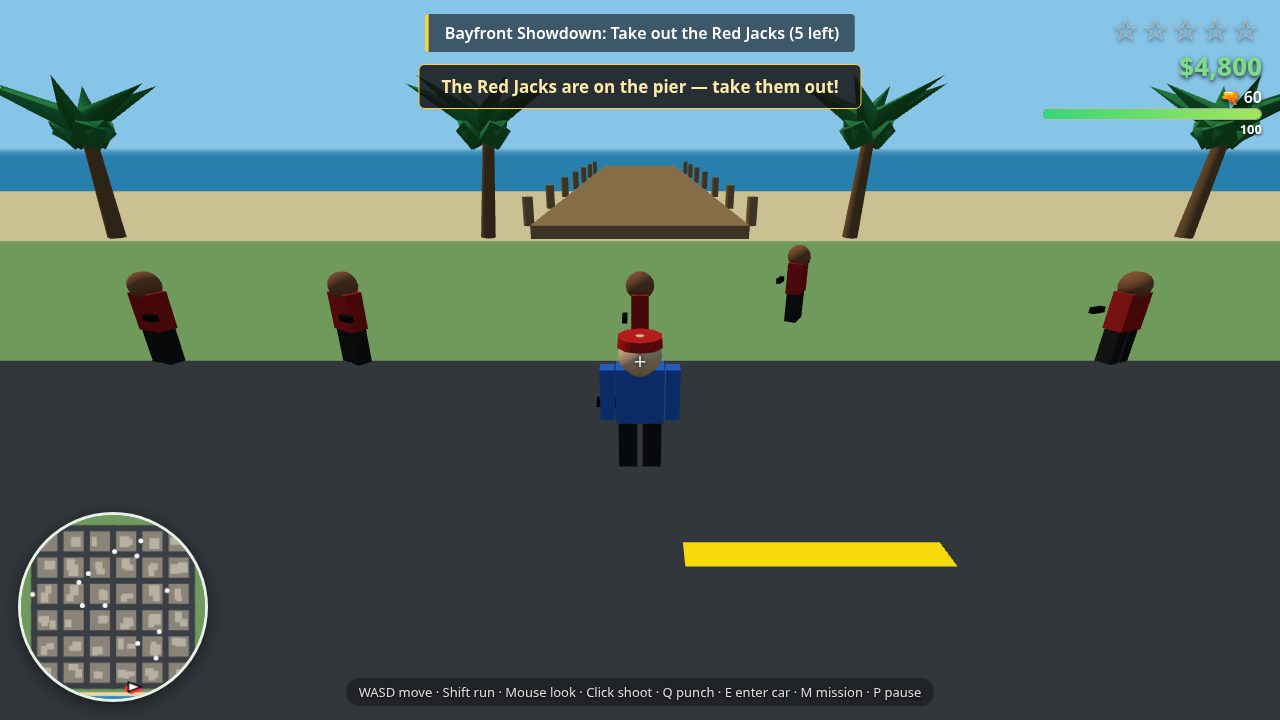 Bayfront Showdown: Take out the Red Jacks (5 left)
The Red Jacks are on the pier — take them out!
$4,800
60
100
WASD move · Shift run · Mouse look · Click shoot · Q punch · E enter car · M mission · P pause